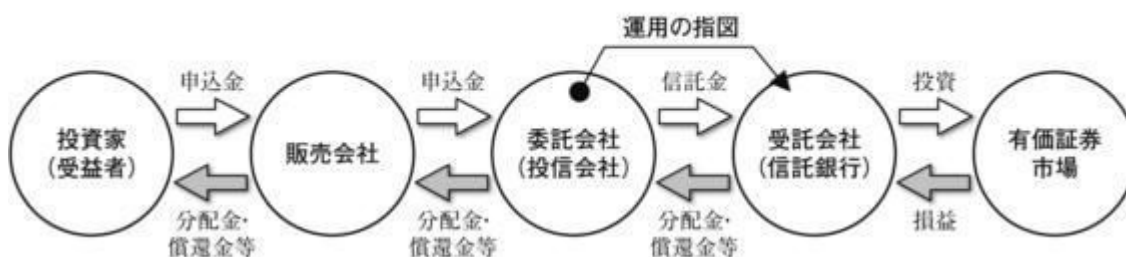 運用の指図
申込金
申込金
信託金
投資
投資家
（受益者）
販売会社
委託会社
（投信会社）
受託会社
（信託銀行）
有価証券
市場
分配金・
償還金等
分配金・
償還金等
分配金・
償還金等
損益